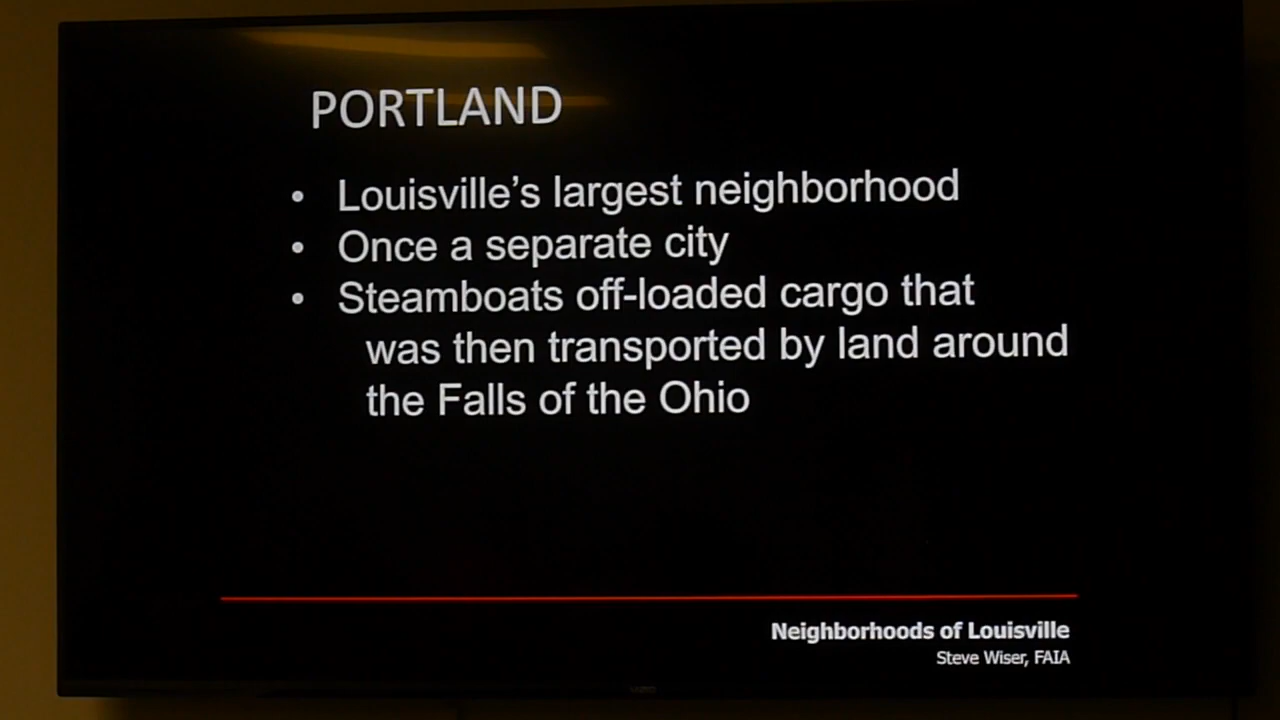 PORTLAND
• Louisville’s largest neighborhood
• Once a separate city
• Steamboats off-loaded cargo that
was then transported by land around
the Falls of the Ohio
Neighborhoods of Louisville
Steve Wiser, FAIA
VIZIO